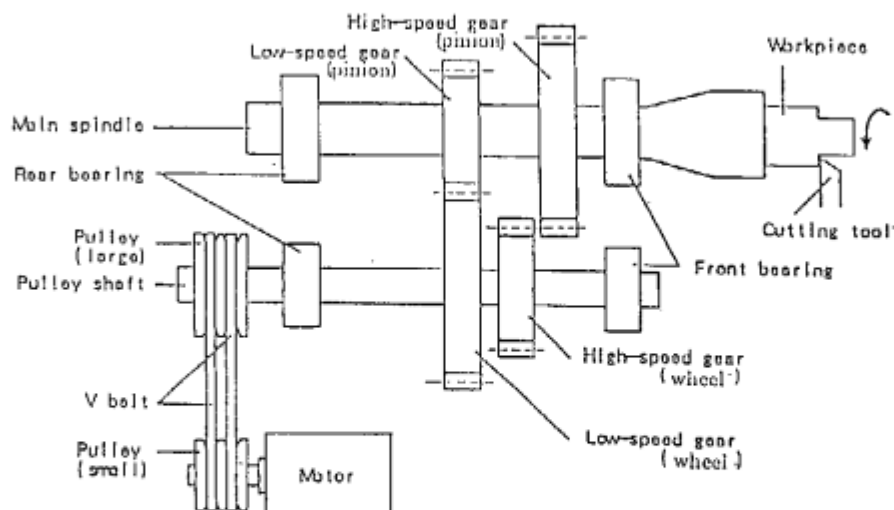 High-speed gear
(pinion)
Low-speed gear
(pinion)
Workpiece
Main spindle
Rear bearing
Pulley
(large)
Pulley shaft
Cutting tool
Front bearing
High-speed gear
(wheel)
V belt
Low-speed gear
(wheel)
Pulley
(small)
Motor